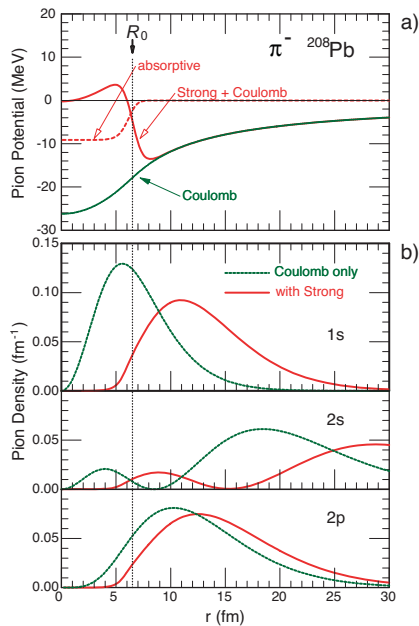 R₀
a)
π⁻ ²⁰⁸Pb
10
absorptive
Strong + Coulomb
0
-10
Coulomb
-20
-30
Pion Potential (MeV)
0.15
b)
Coulomb only
with Strong
0.10
1s
0.05
0.00
2s
0.05
0.00
2p
0.05
0.00
Pion Density (fm⁻¹)
0 5 10 15 20 25 30
r (fm)